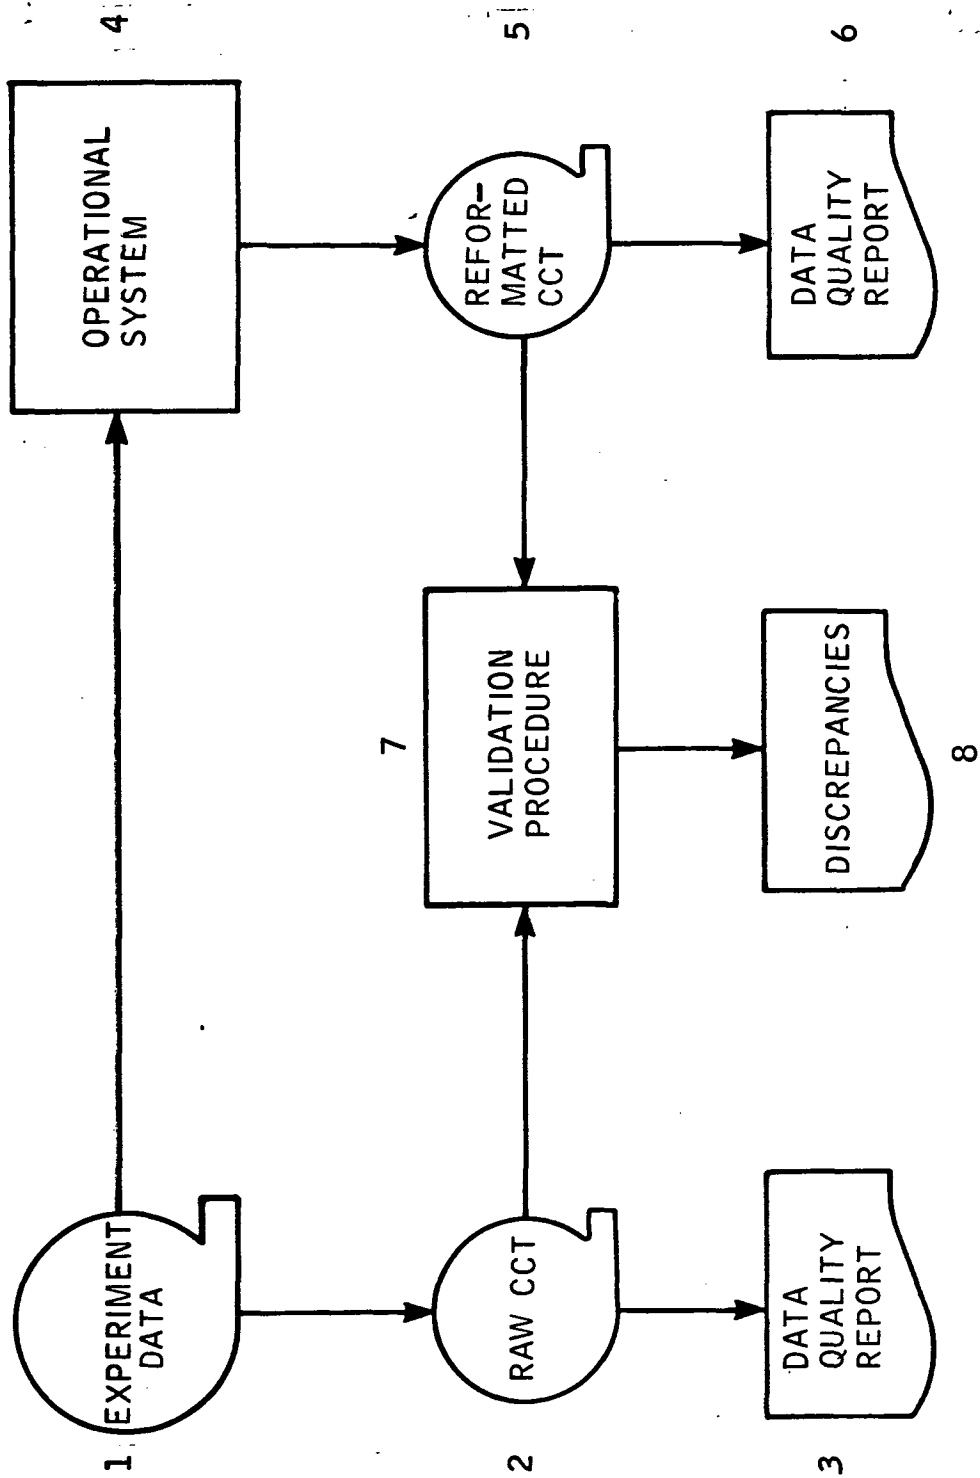 1
EXPERIMENT
DATA
OPERATIONAL
SYSTEM
4
2
RAW CCT
7
VALIDATION
PROCEDURE
REFOR-
MATTED
CCT
5
3
DATA
QUALITY
REPORT
DISCREPANCIES
8
DATA
QUALITY
REPORT
6